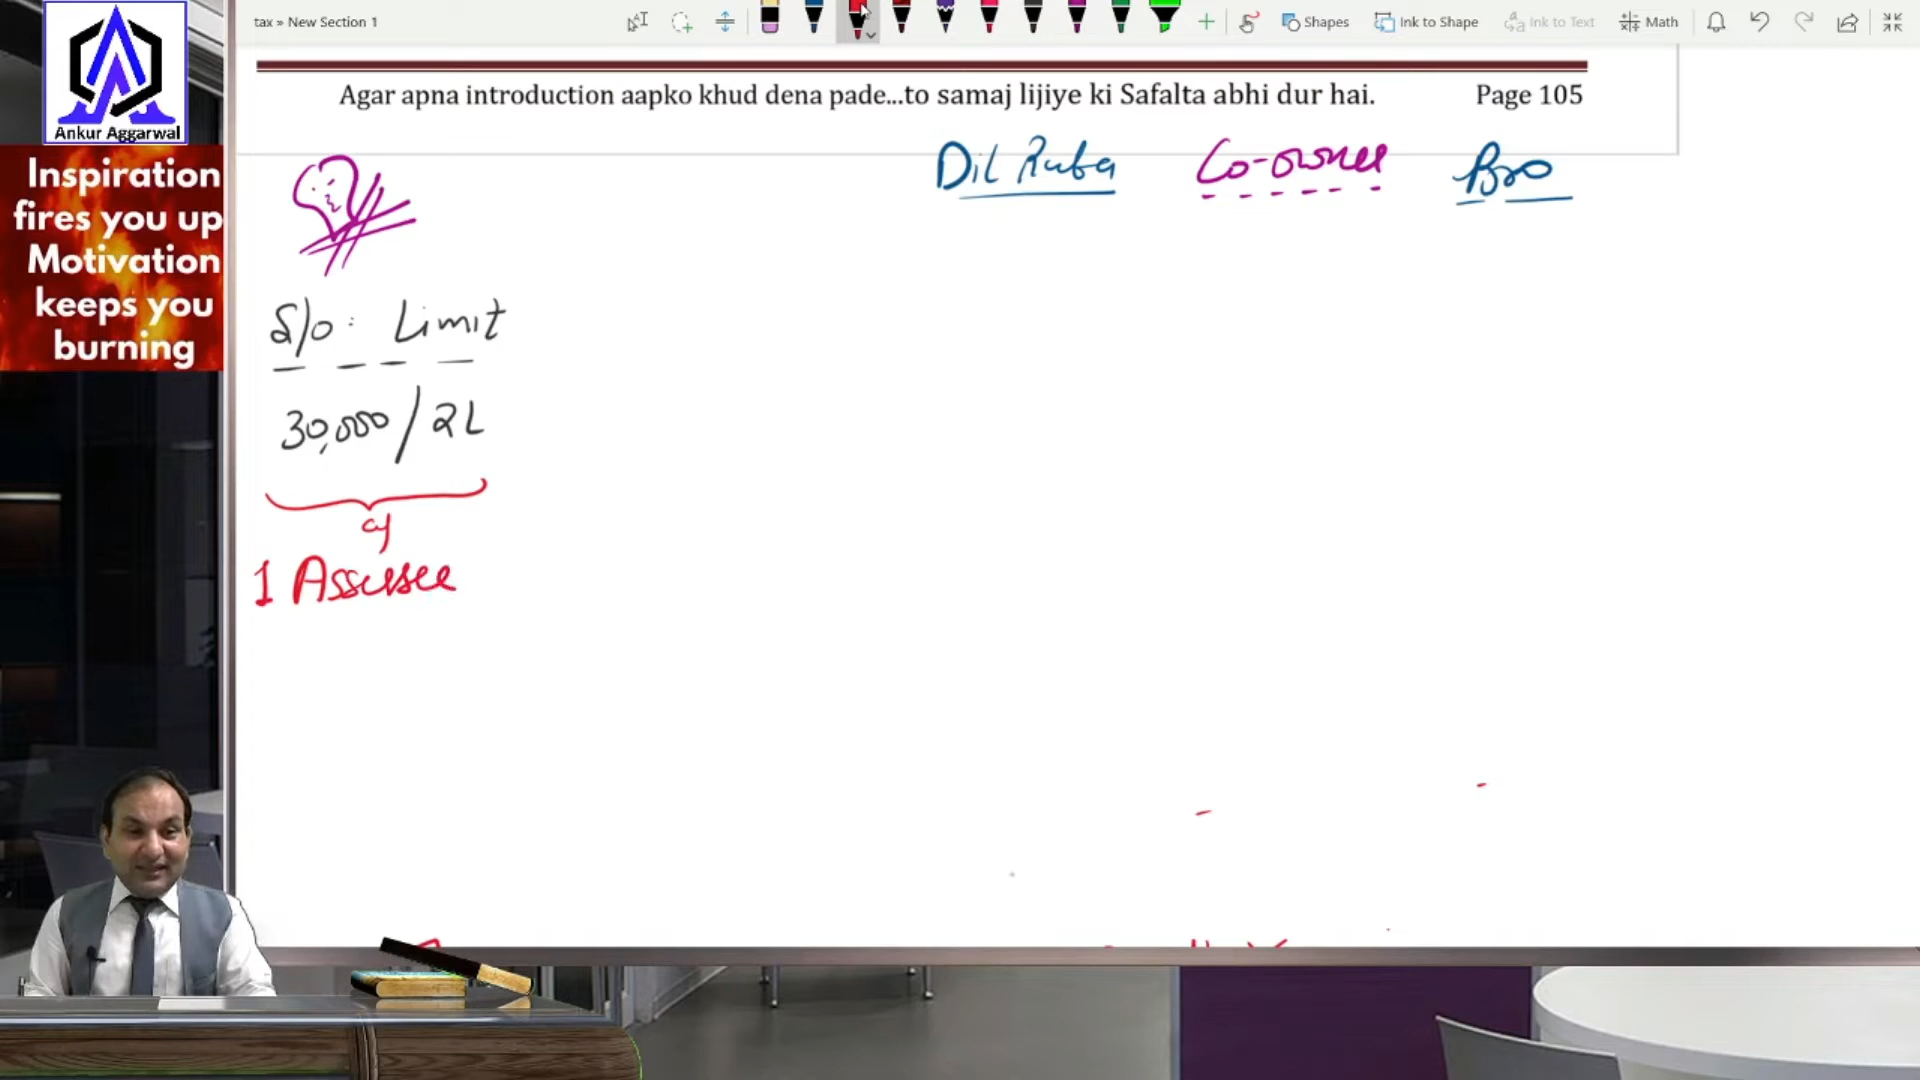 tax » New Section 1
Shapes
Ink to Shape
Ink to Text
Math
Ankur Aggarwal
Inspiration
fires you up
Motivation
keeps you
burning
Agar apna introduction aapko khud dena pade...to samaj lijiye ki Safalta abhi dur hai. Page 105
Dil Ruba Co-owner Bro
S/o: Limit
30,000/2L
of
1 Assessee